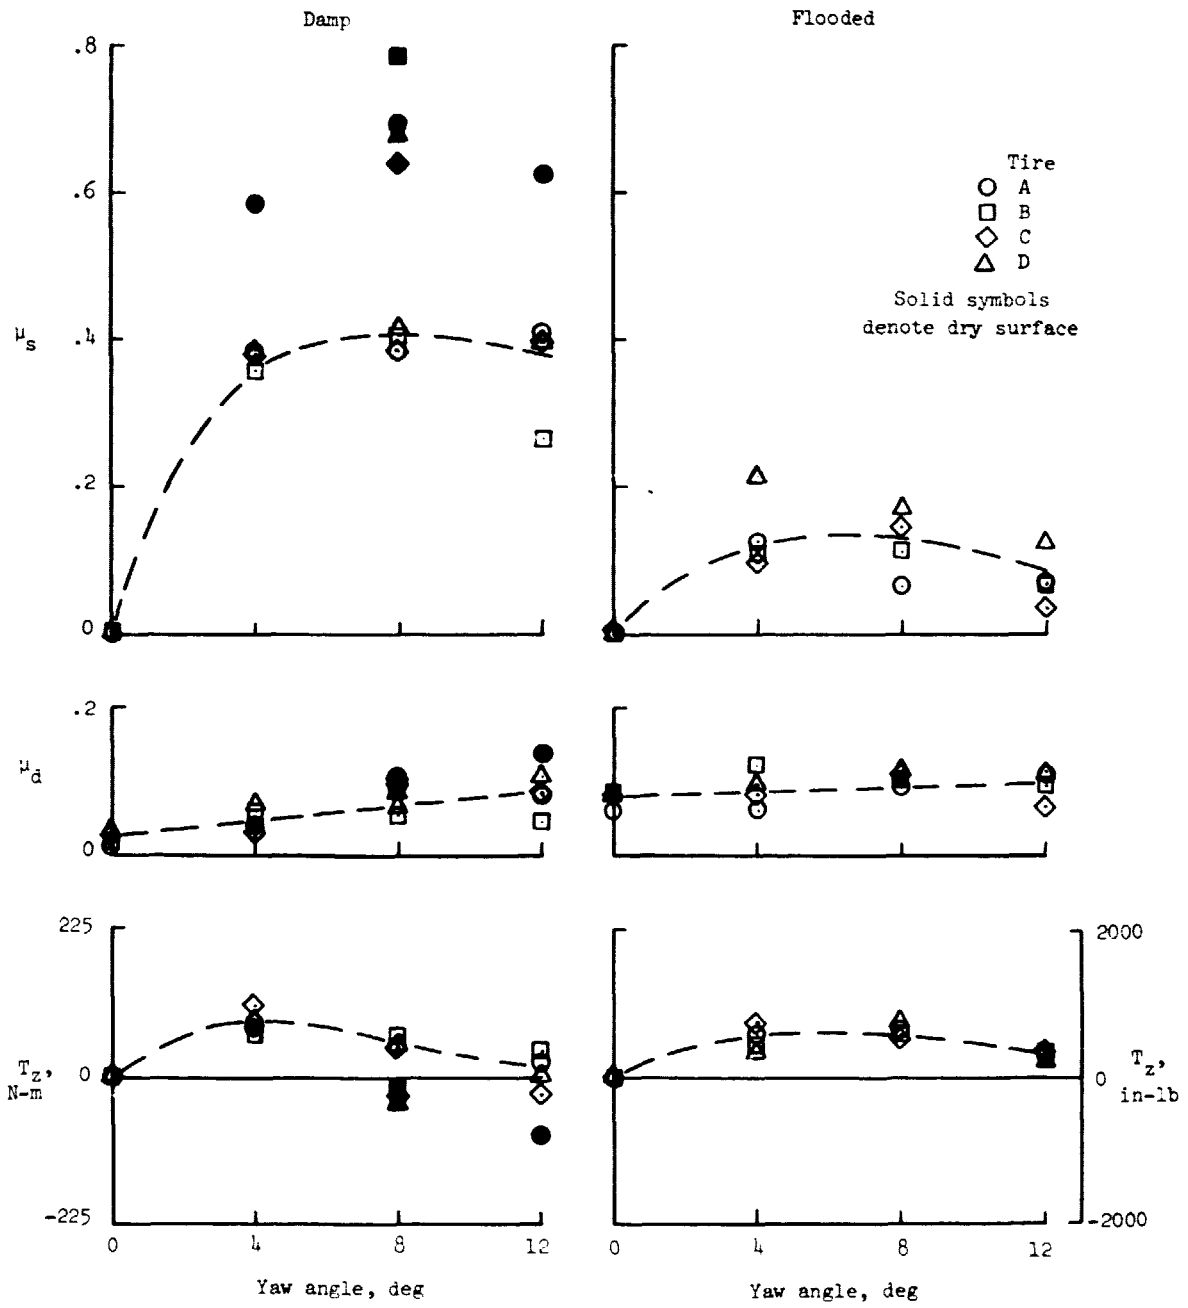 Damp
Flooded
.8
.6
.4
.2
0
μs
Tire
A
B
C
D
Solid symbols
denote dry surface
.2
0
μd
225
0
-225
Tz,
N-m
2000
0
-2000
Tz,
in-lb
0 4 8 12
0 4 8 12
Yaw angle, deg
Yaw angle, deg